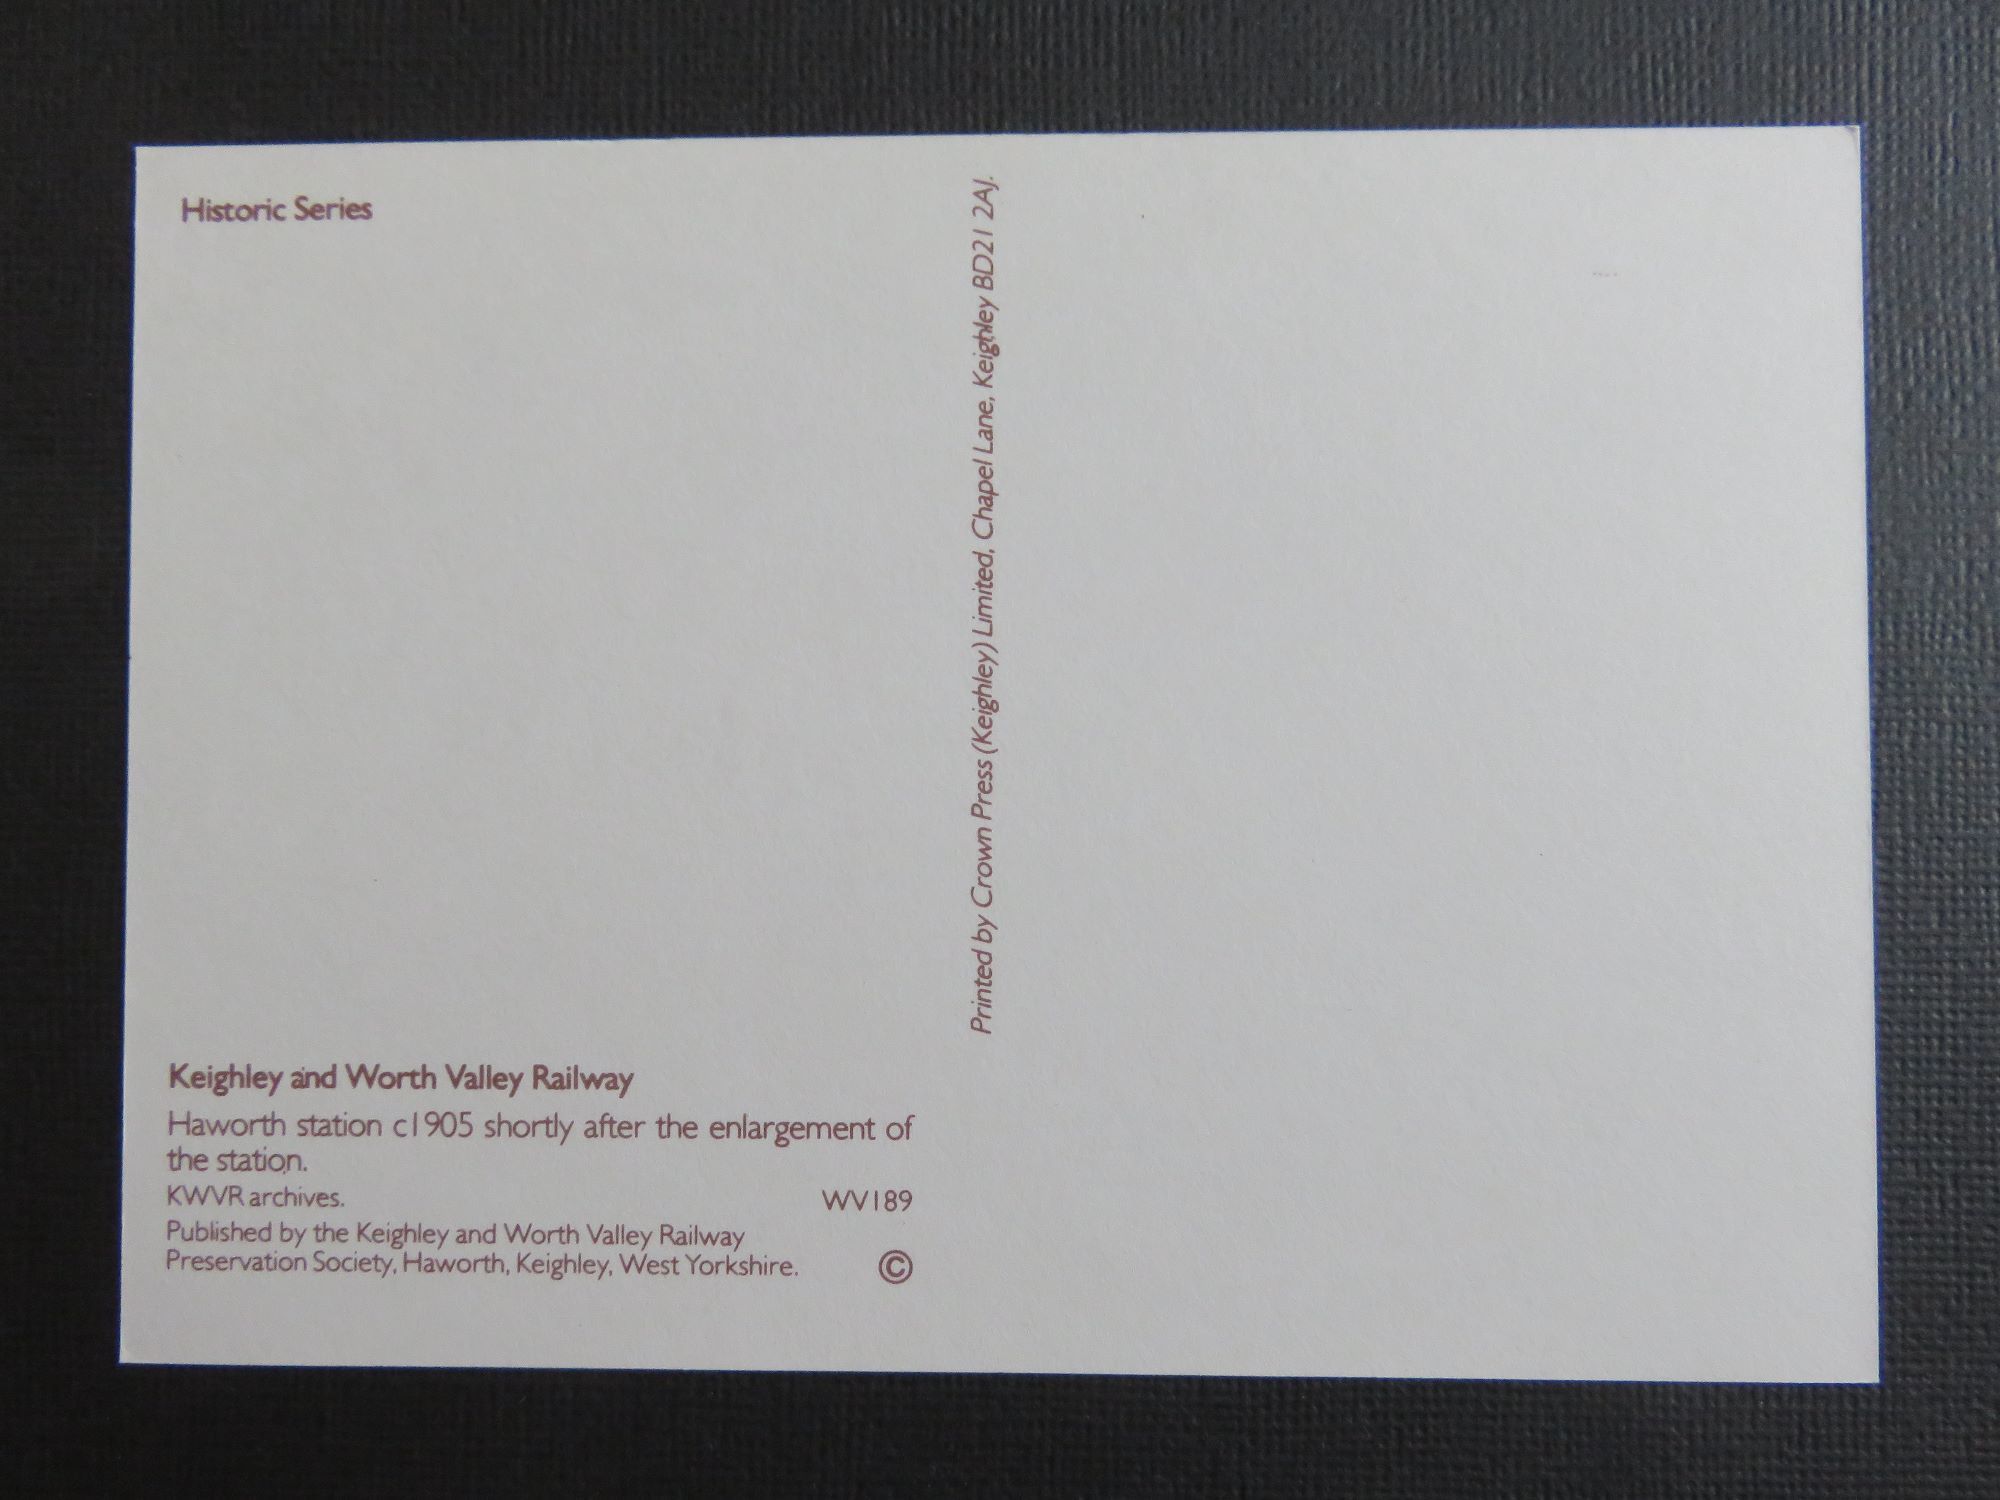 Historic Series
Printed by Crown Press (Keighley) Limited, Chapel Lane, Keighley BD21 2AJ.
Keighley and Worth Valley Railway
Haworth station c1905 shortly after the enlargement of
the station.
KWVR archives. WV189
Published by the Keighley and Worth Valley Railway
Preservation Society, Haworth, Keighley, West Yorkshire. ©